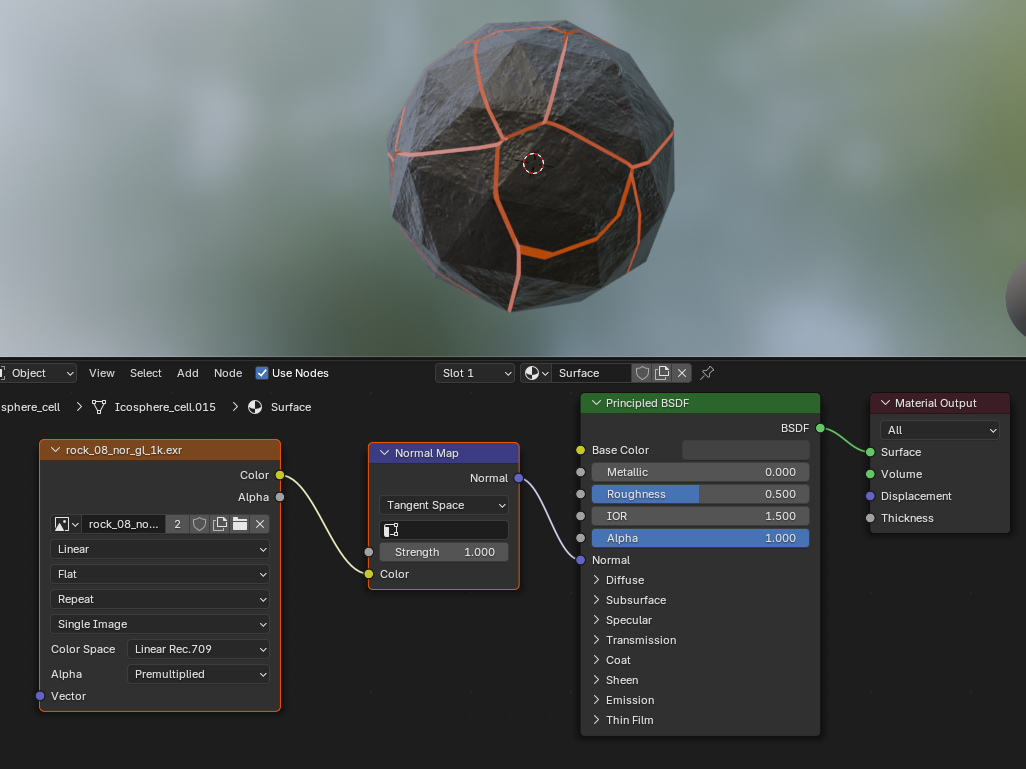 Object View Select Add Node Use Nodes Slot 1 Surface
sphere_cell > Icosphere_cell.015 > Surface
rock_08_nor_gl_1k.exr
Color
Alpha
rock_08_no... 2
Linear
Flat
Repeat
Single Image
Color Space Linear Rec.709
Alpha Premultiplied
Vector
Normal Map
Normal
Tangent Space
Strength 1.000
Color
Principled BSDF
BSDF
Base Color
Metallic 0.000
Roughness 0.500
IOR 1.500
Alpha 1.000
Normal
Diffuse
Subsurface
Specular
Transmission
Coat
Sheen
Emission
Thin Film
Material Output
All
Surface
Volume
Displacement
Thickness